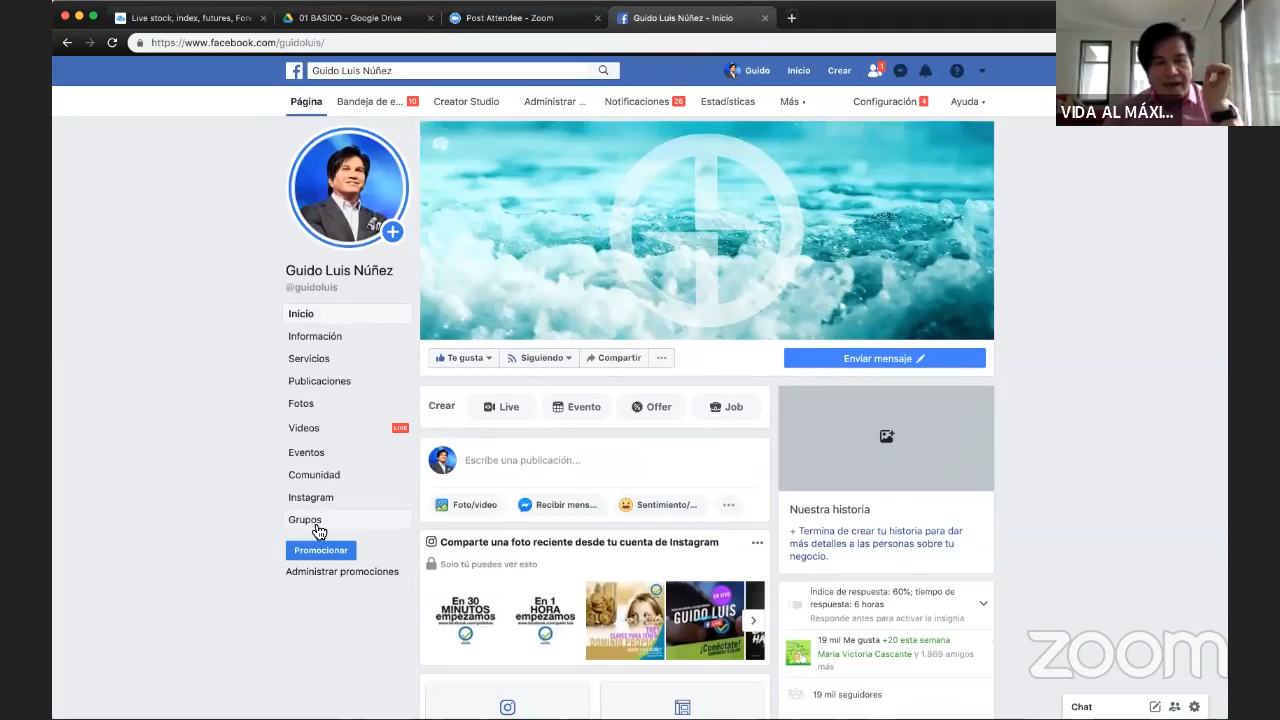 Live stock, index, futures, For
01 BASICO - Google Drive
Post Attendee - Zoom
Guido Luis Núñez - Inicio
https://www.facebook.com/guidoluis/
VIDA AL MÁXI...
Guido Luis Núñez
Guido
Inicio
Crear
1
Página
Bandeja de e... 10
Creator Studio
Administrar ...
Notificaciones 26
Estadísticas
Más
Configuración 4
Ayuda
Guido Luis Núñez
@guidoluis
Inicio
Información
Servicios
Publicaciones
Fotos
Videos LIVE
Eventos
Comunidad
Instagram
Grupos
Promocionar
Administrar promociones
Te gusta
Siguiendo
Compartir
Enviar mensaje
Crear
Live
Evento
Offer
Job
Escribe una publicación...
Foto/video
Recibir mens...
Sentimiento/...
Comparte una foto reciente desde tu cuenta de Instagram
Solo tú puedes ver esto
EN 30
MINUTOS
EMPEZAMOS
EN 1
HORA
EMPEZAMOS
EN VIVO
GUIDO LUIS
¡Conéctate!
Nuestra historia
+ Termina de crear tu historia para dar
más detalles a las personas sobre tu
negocio.
Índice de respuesta: 60%; tiempo de
respuesta: 6 horas
Responde antes para activar la insignia
19 mil Me gusta +20 esta semana
Maria Victoria Cascante y 1.869 amigos
más
19 mil seguidores
zoom
Chat